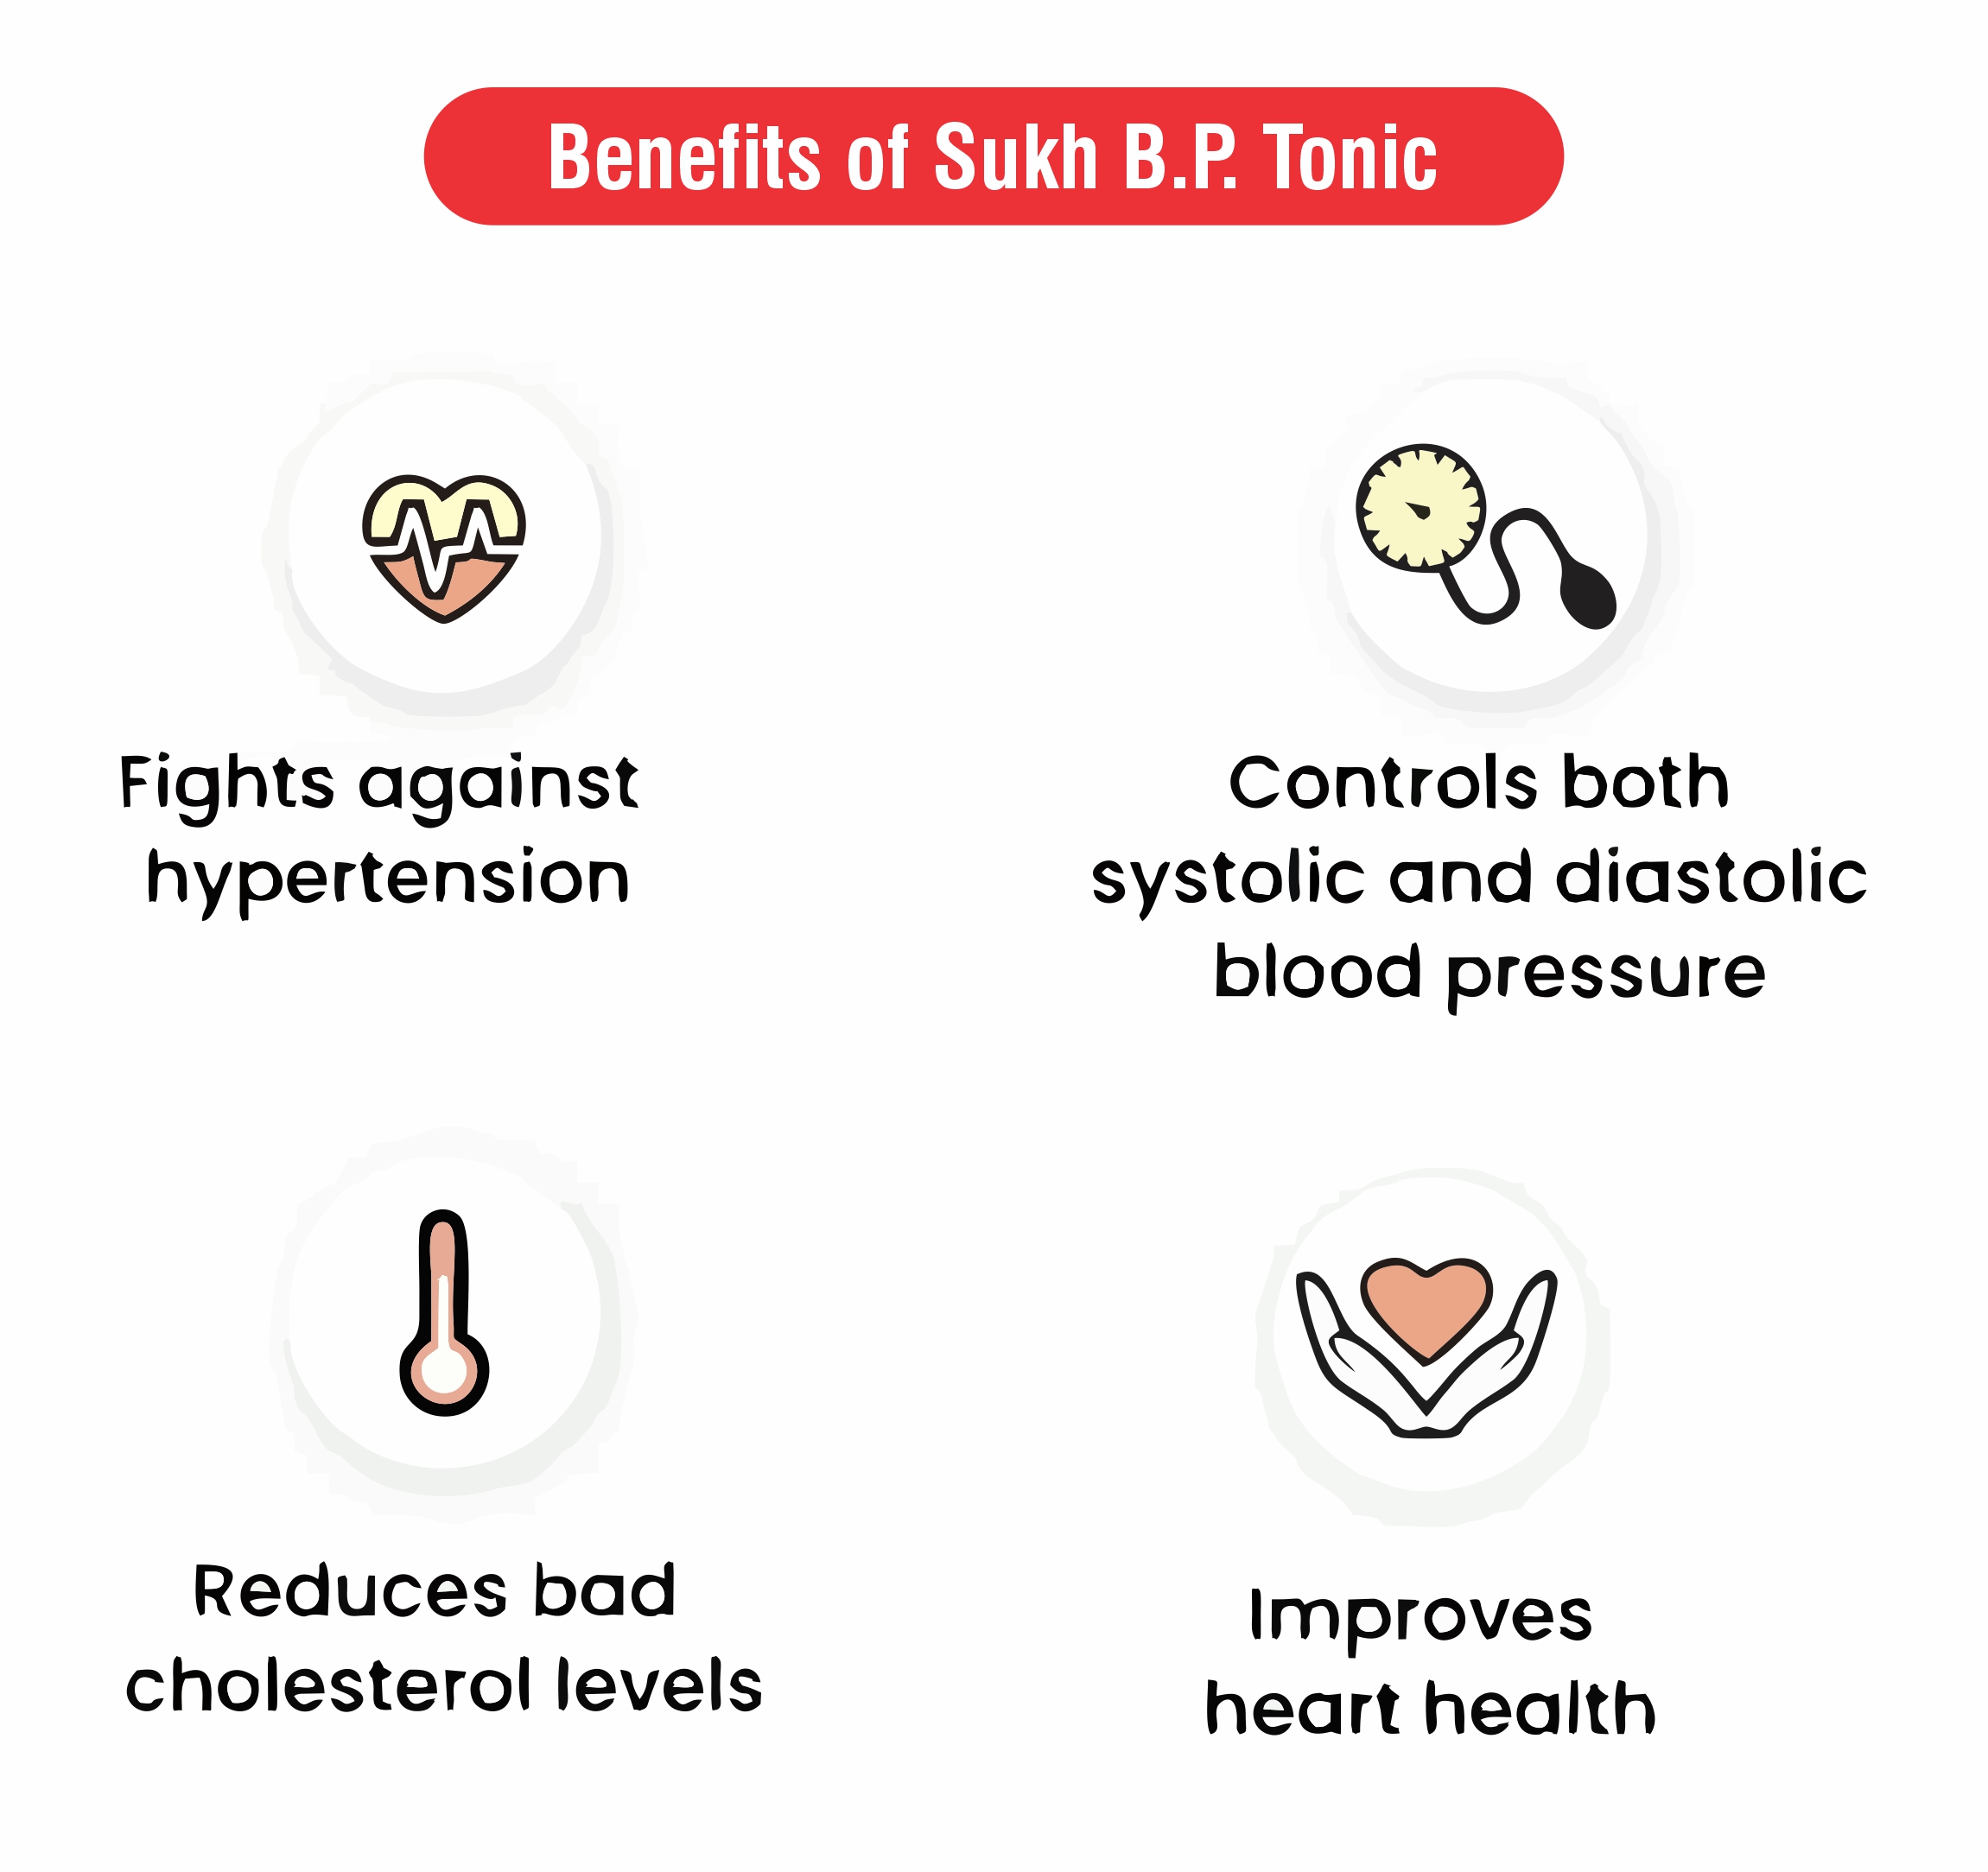 Benefits of Sukh B.P. Tonic
Fights against
hypertension
Controls both
systolic and diastolic
blood pressure
Reduces bad
cholesterol levels
Improves
heart health